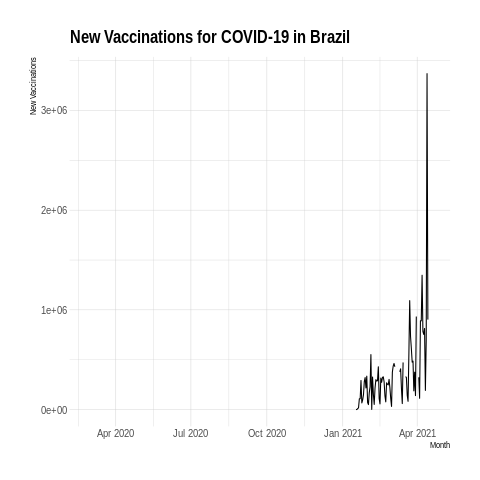 New Vaccinations for COVID-19 in Brazil
New Vaccinations
3e+06
2e+06
1e+06
0e+00
Apr 2020 Jul 2020 Oct 2020 Jan 2021 Apr 2021
Month